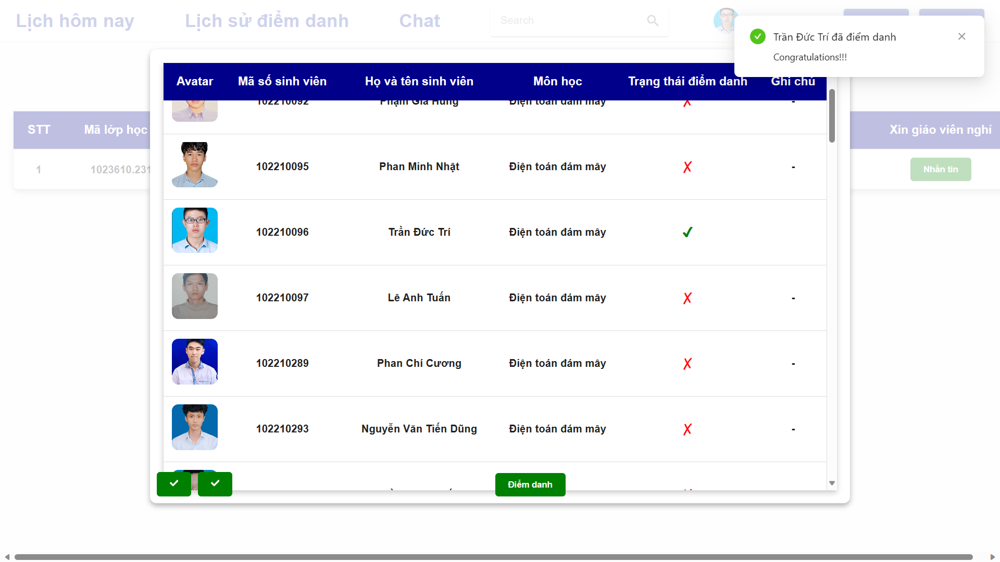 Lịch hôm nay
Lịch sử điểm danh
Chat
Search
Trần Đức Trí đã điểm danh
Congratulations!!!
Avatar
Mã số sinh viên
Họ và tên sinh viên
Môn học
Trạng thái điểm danh
Ghi chú
102210092
Phạm Gia Hưng
Điện toán đám mây
✗
-
STT
Mã lớp học
Xin giáo viên nghỉ
1
1023610.231
Nhắn tin
102210095
Phan Minh Nhật
Điện toán đám mây
✗
-
102210096
Trần Đức Trí
Điện toán đám mây
✓
102210097
Lê Anh Tuấn
Điện toán đám mây
✗
-
102210289
Phan Chí Cương
Điện toán đám mây
✗
-
102210293
Nguyễn Văn Tiến Dũng
Điện toán đám mây
✗
-
Điểm danh